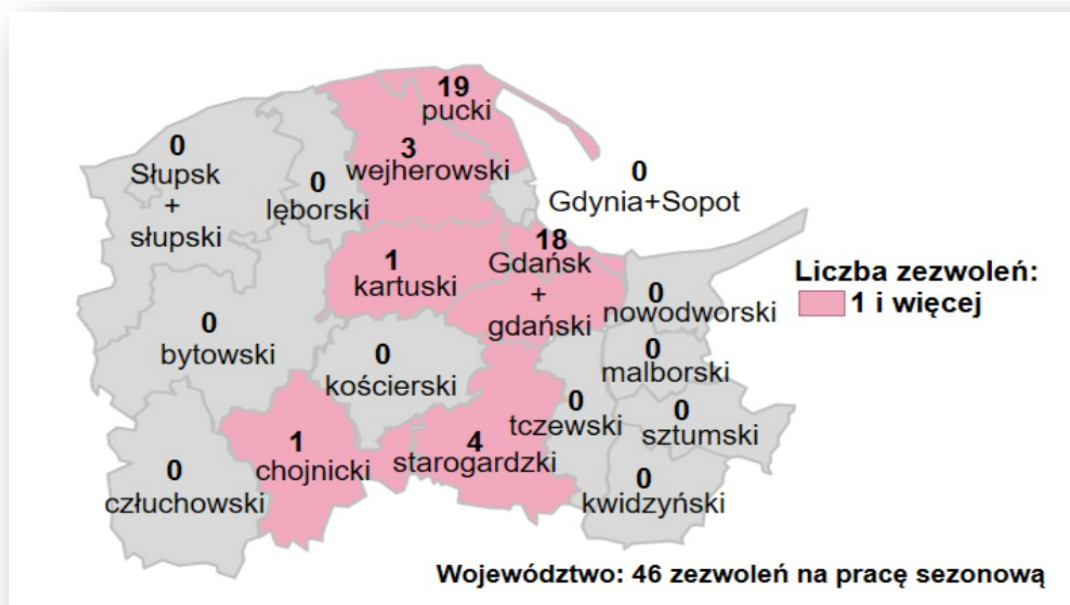 19
pucki
0
Słupsk
+
słupski
3
wejherowski
0
lęborski
0
Gdynia+Sopot
18
Gdańsk
+
gdański
1
kartuski
Liczba zezwoleń:
1 i więcej
0
nowodworski
0
bytowski
0
kościerski
0
malborski
0
tczewski
0
sztumski
1
chojnicki
4
starogardzki
0
człuchowski
0
kwidzyński
Województwo: 46 zezwoleń na pracę sezonową